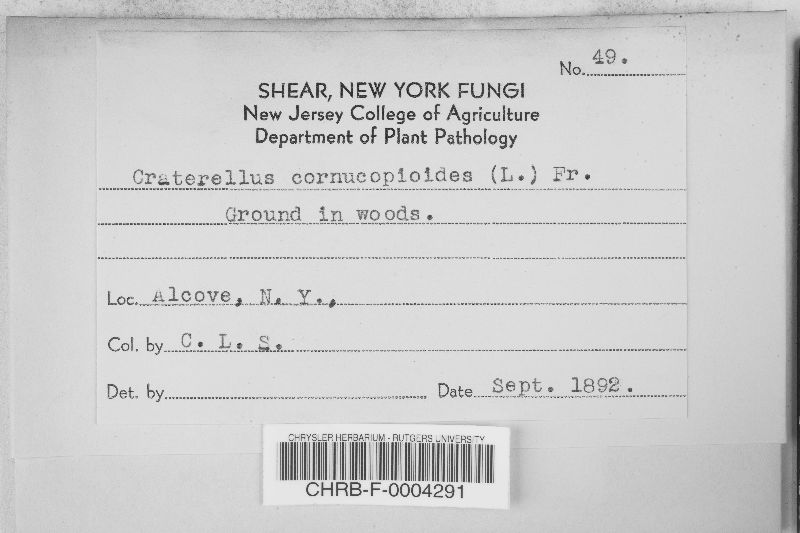 No. 49.
SHEAR, NEW YORK FUNGI
New Jersey College of Agriculture
Department of Plant Pathology
Craterellus cornucopioides (L.) Fr.
Ground in woods.
Loc. Alcove, N. Y.,
Col. by C. L. S.
Det. by
Date Sept. 1892.
CHRYSLER HERBARIUM - RUTGERS UNIVERSITY
CHRB-F-0004291